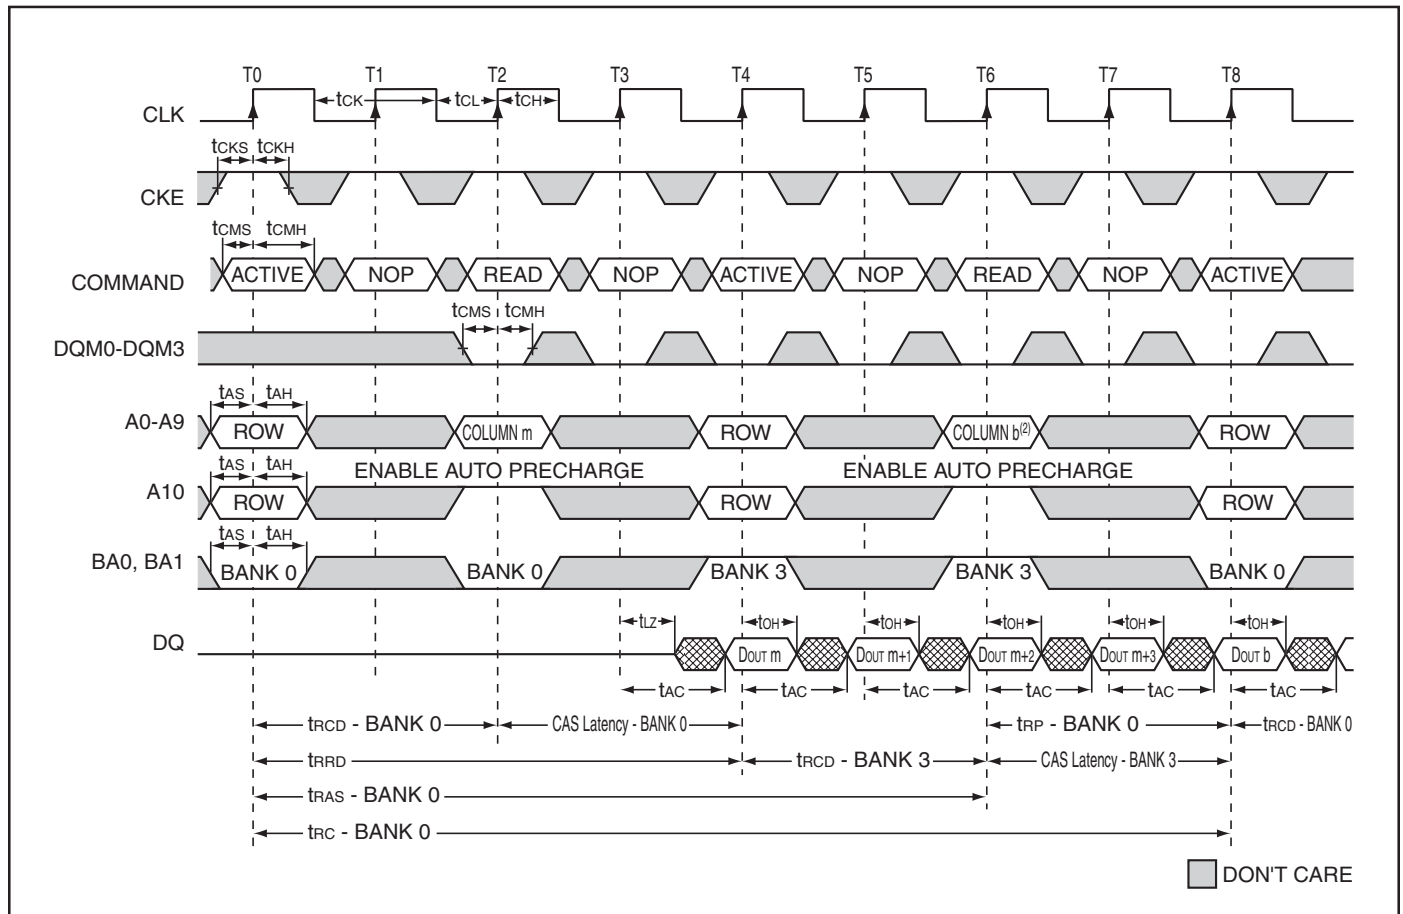 T0 T1 T2 T3 T4 T5 T6 T7 T8
tCK tCL tCH
CLK
tCKS tCKH
CKE
tCMS tCMH
COMMAND ACTIVE NOP READ NOP ACTIVE NOP READ NOP ACTIVE
tCMS tCMH
DQM0-DQM3
tAS tAH
A0-A9 ROW COLUMN m ROW COLUMN b(2) ROW
tAS tAH ENABLE AUTO PRECHARGE ENABLE AUTO PRECHARGE
A10 ROW ROW ROW
tAS tAH
BA0, BA1 BANK 0 BANK 0 BANK 3 BANK 3 BANK 0
tLZ tOH tOH tOH tOH tOH
DQ DOUT m DOUT m+1 DOUT m+2 DOUT m+3 DOUT b
tAC tAC tAC tAC tAC tAC
tRCD - BANK 0 CAS Latency - BANK 0 tRP - BANK 0 tRCD - BANK 0
tRRD tRCD - BANK 3 CAS Latency - BANK 3
tRAS - BANK 0
tRC - BANK 0
DON'T CARE